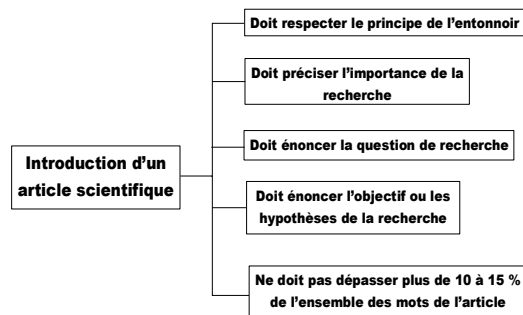 Introduction d'un
article scientifique
Doit respecter le principe de l'entonnoir
Doit préciser l'importance de la
recherche
Doit énoncer la question de recherche
Doit énoncer l'objectif ou les
hypothèses de la recherche
Ne doit pas dépasser plus de 10 à 15 %
de l'ensemble des mots de l'article